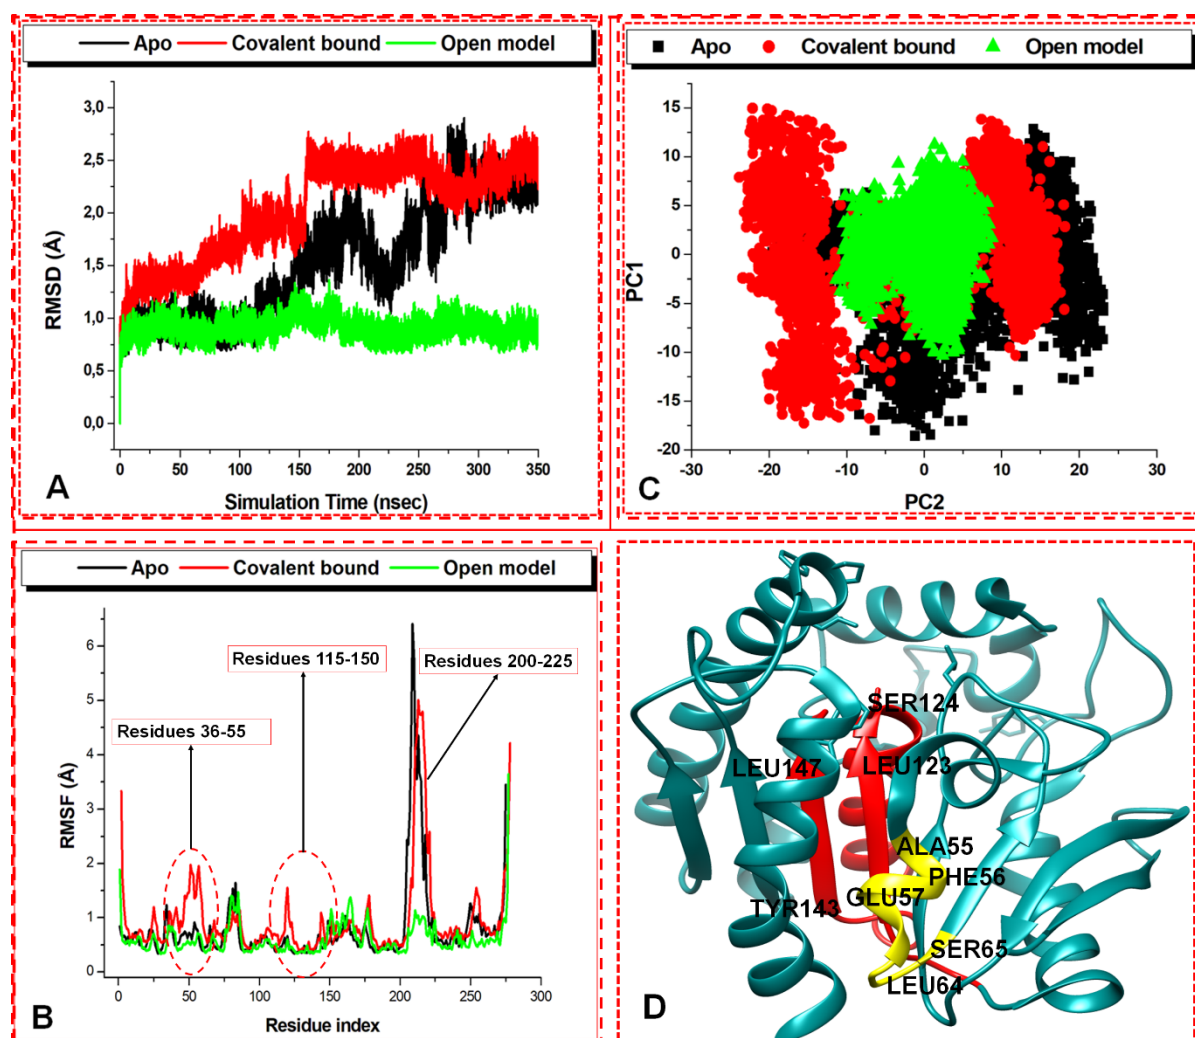 Apo Covalent bound Open model
3,0
2,5
2,0
1,5
1,0
0,5
0,0
RMSD (Å)
0 50 100 150 200 250 300 350
Simulation Time (nsec)
A
Apo Covalent bound Open model
15
10
5
0
-5
-10
-15
-20
PC1
-30 -20 -10 0 10 20 30
PC2
C
Apo Covalent bound Open model
6
5
4
3
2
1
0
RMSF (Å)
Residues 115-150
Residues 200-225
Residues 36-55
0 50 100 150 200 250 300
Residue index
B
SER124
LEU147 LEU123
ALA55
PHE56
GLU57
TYR143
SER65
LEU64
D